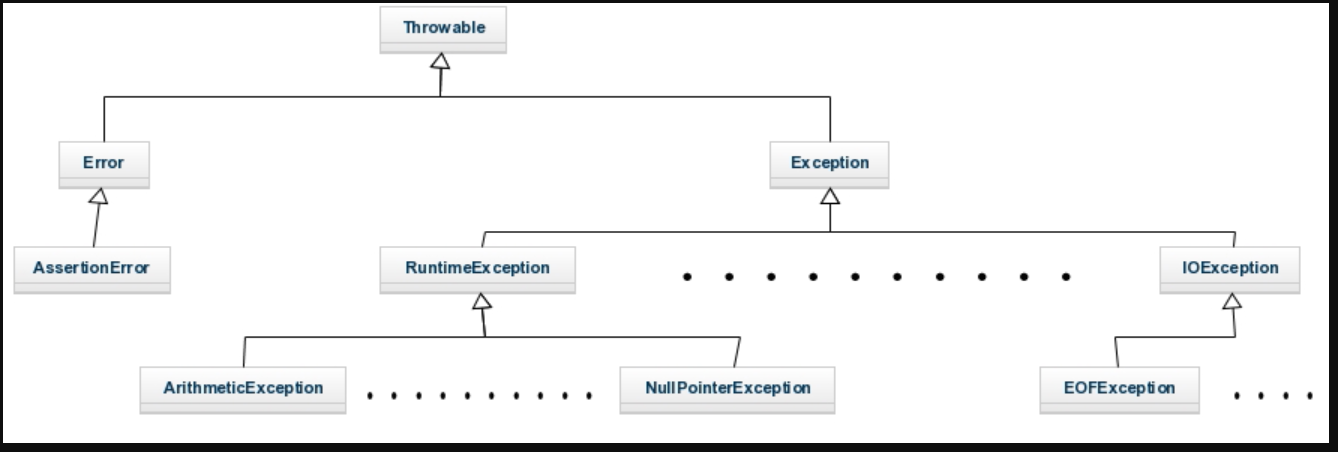 Throwable
Error
Exception
AssertionError
RuntimeException
IOException
ArithmeticException
NullPointerException
EOFException